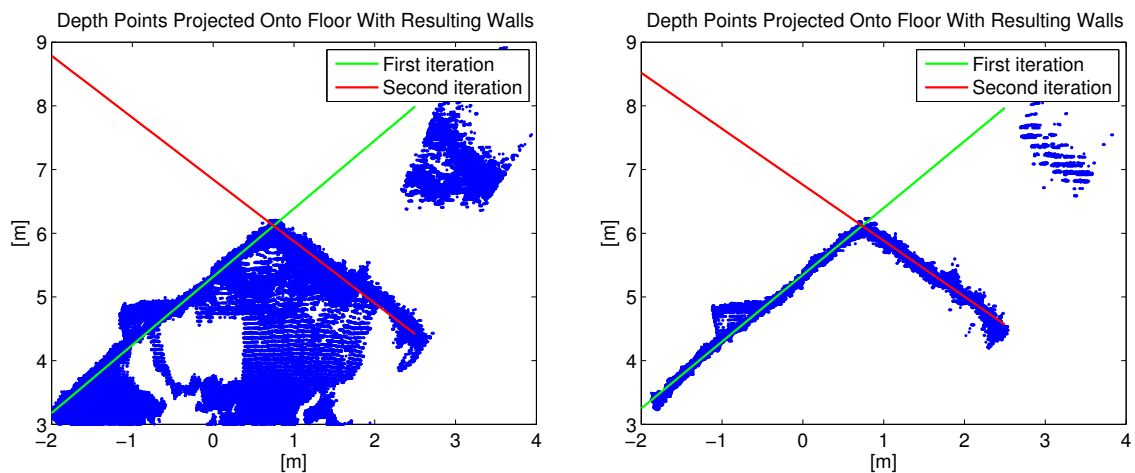 Depth Points Projected Onto Floor With Resulting Walls
9
8
7
6
5
4
3
[m]
−2 −1 0 1 2 3 4
[m]
First iteration
Second iteration
Depth Points Projected Onto Floor With Resulting Walls
9
8
7
6
5
4
3
[m]
−2 −1 0 1 2 3 4
[m]
First iteration
Second iteration